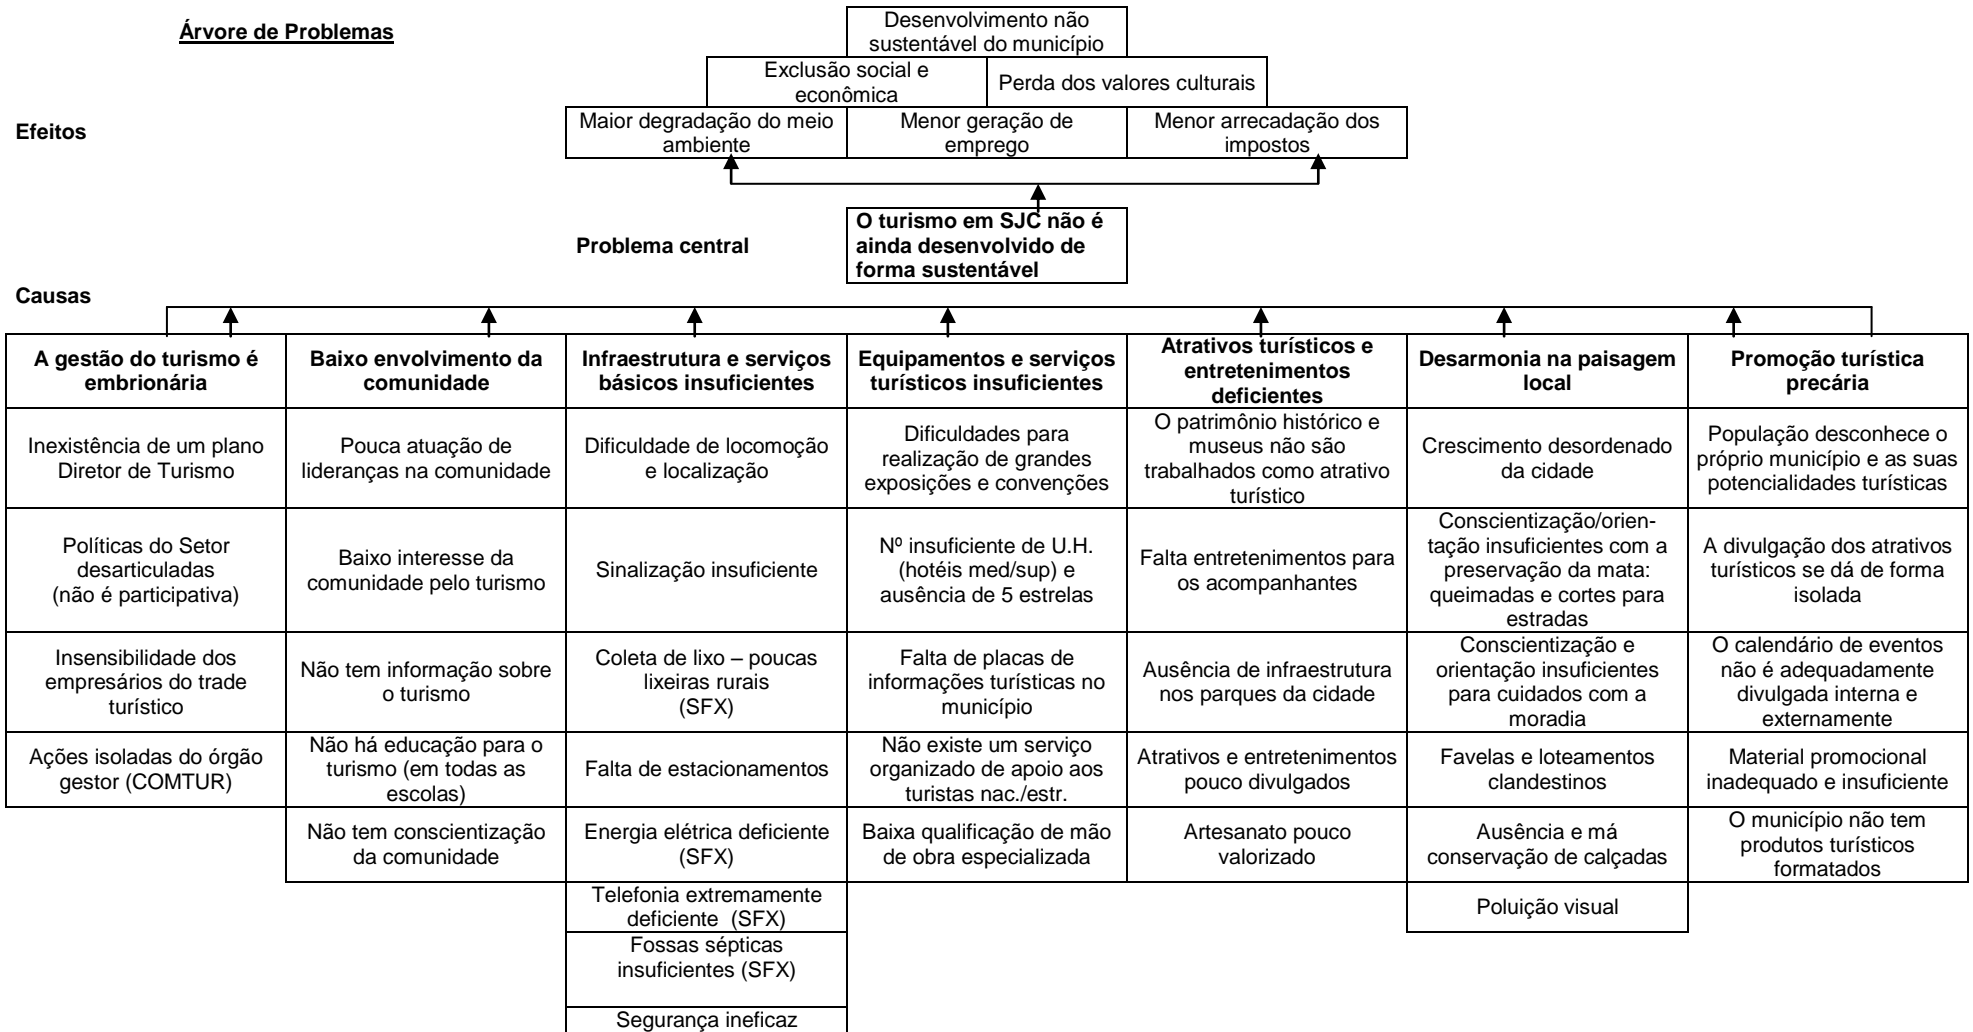 Árvore de Problemas
Desenvolvimento não
sustentável do município
Exclusão social e
econômica
Perda dos valores culturais
Efeitos
Maior degradação do meio
ambiente
Menor geração de
emprego
Menor arrecadação dos
impostos
Problema central
O turismo em SJC não é
ainda desenvolvido de
forma sustentável
Causas
A gestão do turismo é
embrionária
Baixo envolvimento da
comunidade
Infraestrutura e serviços
básicos insuficientes
Equipamentos e serviços
turísticos insuficientes
Atrativos turísticos e
entretenimentos
deficientes
Desarmonia na paisagem
local
Promoção turística
precária
Inexistência de um plano
Diretor de Turismo
Pouca atuação de
lideranças na comunidade
Dificuldade de locomoção
e localização
Dificuldades para
realização de grandes
exposições e convenções
O patrimônio histórico e
museus não são
trabalhados como atrativo
turístico
Crescimento desordenado
da cidade
População desconhece o
próprio município e as suas
potencialidades turísticas
Políticas do Setor
desarticuladas
(não é participativa)
Baixo interesse da
comunidade pelo turismo
Sinalização insuficiente
Nº insuficiente de U.H.
(hotéis med/sup) e
ausência de 5 estrelas
Falta entretenimentos para
os acompanhantes
Conscientização/orien-
tação insuficientes com a
preservação da mata:
queimadas e cortes para
estradas
A divulgação dos atrativos
turísticos se dá de forma
isolada
Insensibilidade dos
empresários do trade
turístico
Não tem informação sobre
o turismo
Coleta de lixo – poucas
lixeiras rurais
(SFX)
Falta de placas de
informações turísticas no
município
Ausência de infraestrutura
nos parques da cidade
Conscientização e
orientação insuficientes
para cuidados com a
moradia
O calendário de eventos
não é adequadamente
divulgada interna e
externamente
Ações isoladas do órgão
gestor (COMTUR)
Não há educação para o
turismo (em todas as
escolas)
Falta de estacionamentos
Não existe um serviço
organizado de apoio aos
turistas nac./estr.
Atrativos e entretenimentos
pouco divulgados
Favelas e loteamentos
clandestinos
Material promocional
inadequado e insuficiente
Não tem conscientização
da comunidade
Energia elétrica deficiente
(SFX)
Baixa qualificação de mão
de obra especializada
Artesanato pouco
valorizado
Ausência e má
conservação de calçadas
O município não tem
produtos turísticos
formatados
Telefonia extremamente
deficiente (SFX)
Poluição visual
Fossas sépticas
insuficientes (SFX)
Segurança ineficaz